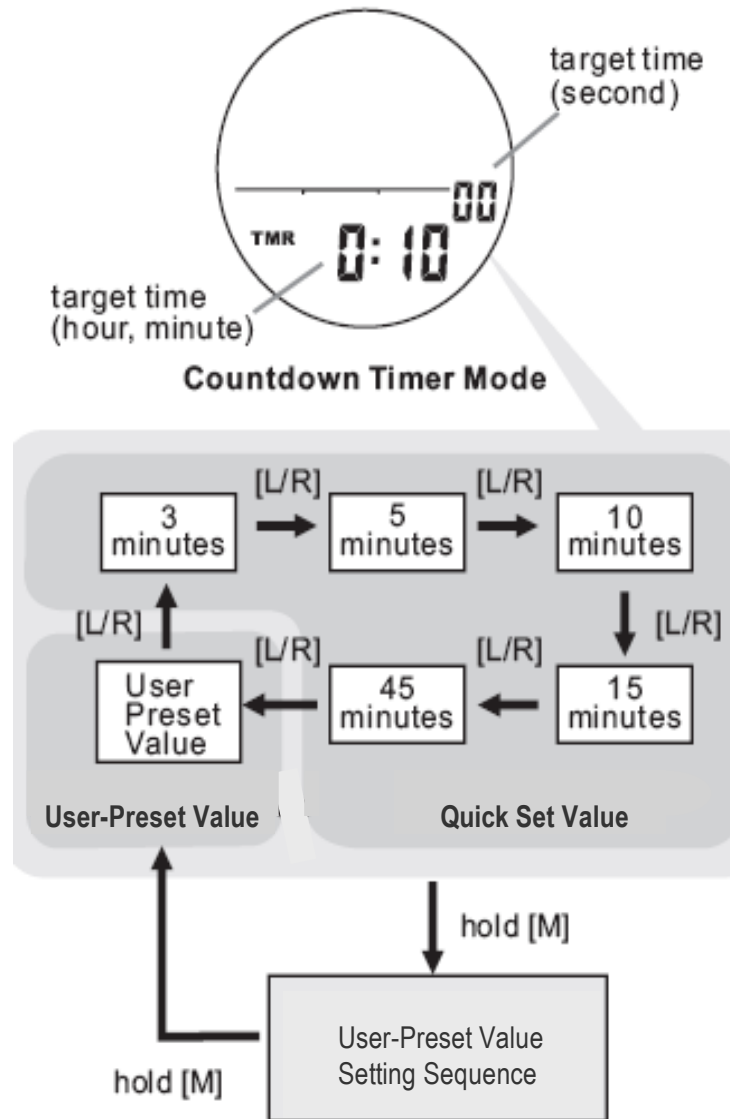 target time
(second)
00
TMR
0:10
target time
(hour, minute)
Countdown Timer Mode
[L/R]
[L/R]
3
minutes
5
minutes
10
minutes
[L/R]
[L/R]
[L/R]
[L/R]
User
Preset
Value
45
minutes
15
minutes
User-Preset Value
Quick Set Value
hold [M]
User-Preset Value
Setting Sequence
hold [M]